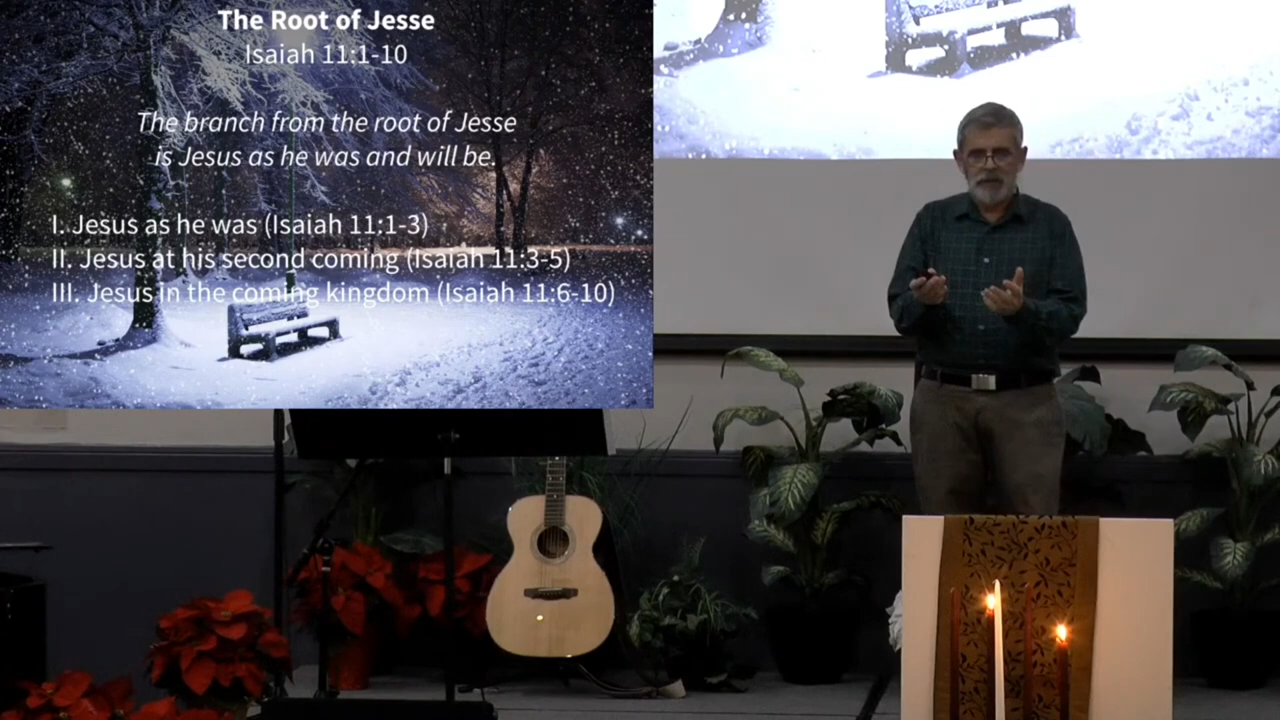 The Root of Jesse
Isaiah 11:1-10
The branch from the root of Jesse
is Jesus as he was and will be.
I. Jesus as he was (Isaiah 11:1-3)
II. Jesus at his second coming (Isaiah 11:3-5)
III. Jesus in the coming kingdom (Isaiah 11:6-10)